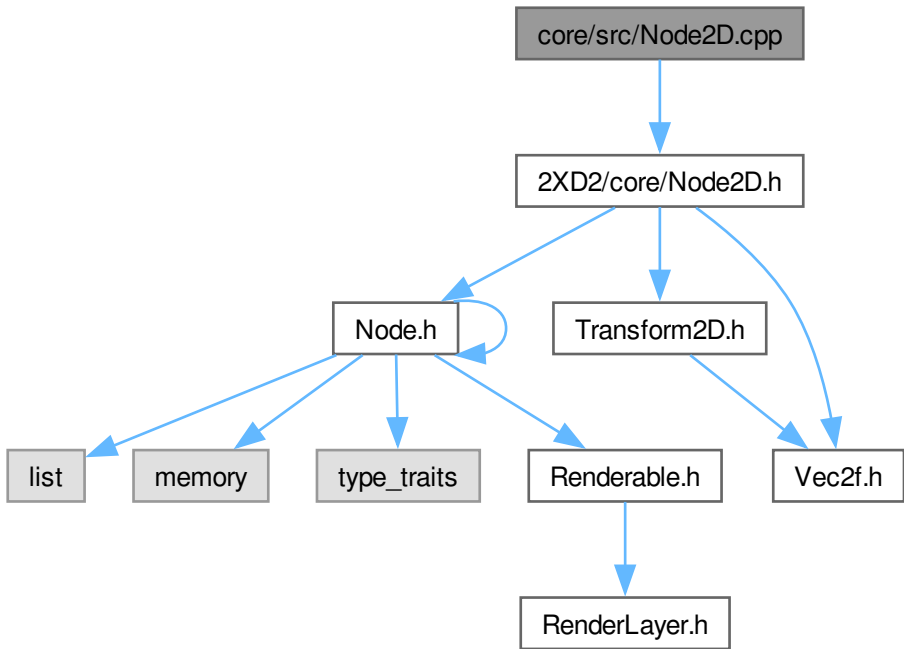 core/src/Node2D.cpp
2XD2/core/Node2D.h
Node.h
Transform2D.h
list
memory
type_traits
Renderable.h
Vec2f.h
RenderLayer.h